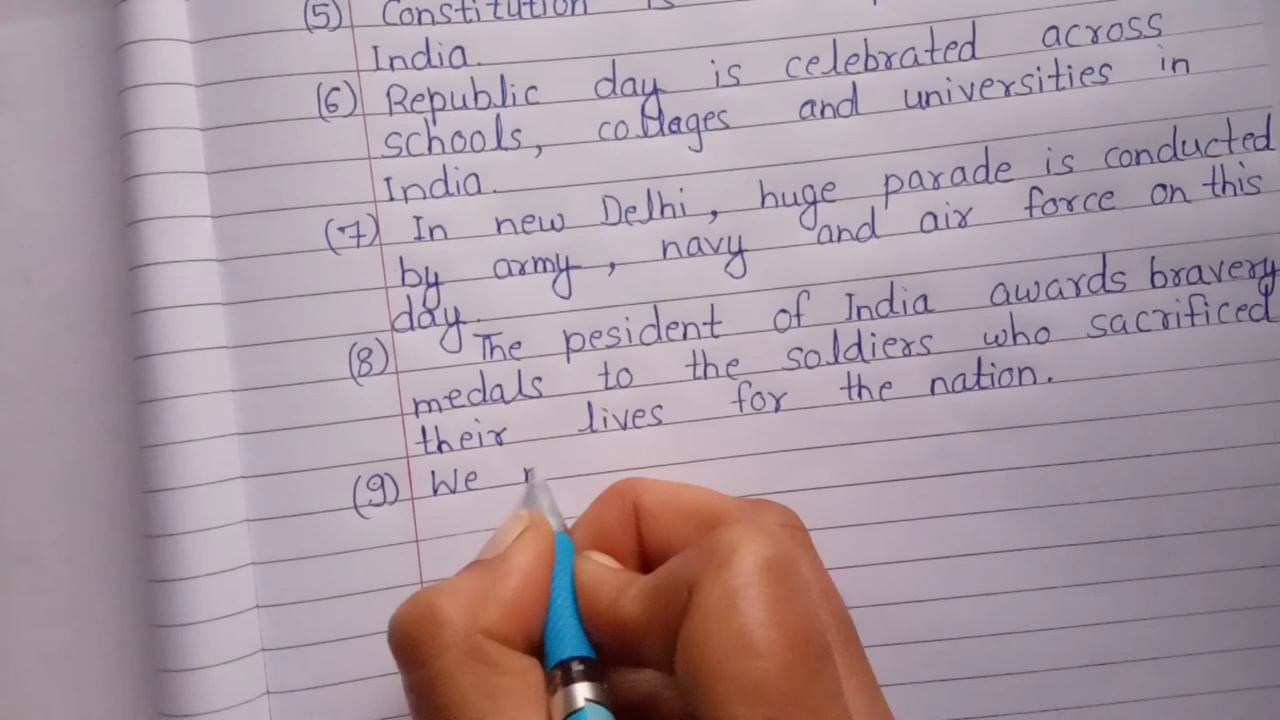 (5) Constitution
India.
(6) Republic day is celebrated across
schools, collages and universities in
India.
(7) In new Delhi, huge parade is conducted
by army, navy and air force on this
day.
(8) The pesident of India awards bravery
medals to the soldiers who sacrificed
their lives for the nation.
(9) We